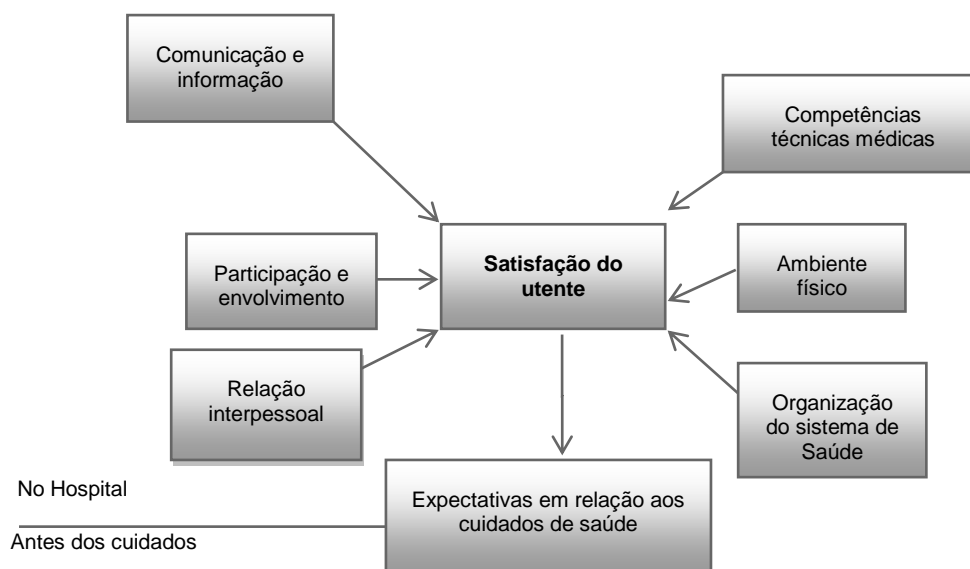 Comunicação e
informação
Competências
técnicas médicas
Participação e
envolvimento
Satisfação do
utente
Ambiente
físico
Relação
interpessoal
Organização
do sistema de
Saúde
No Hospital
Expectativas em relação aos
cuidados de saúde
Antes dos cuidados